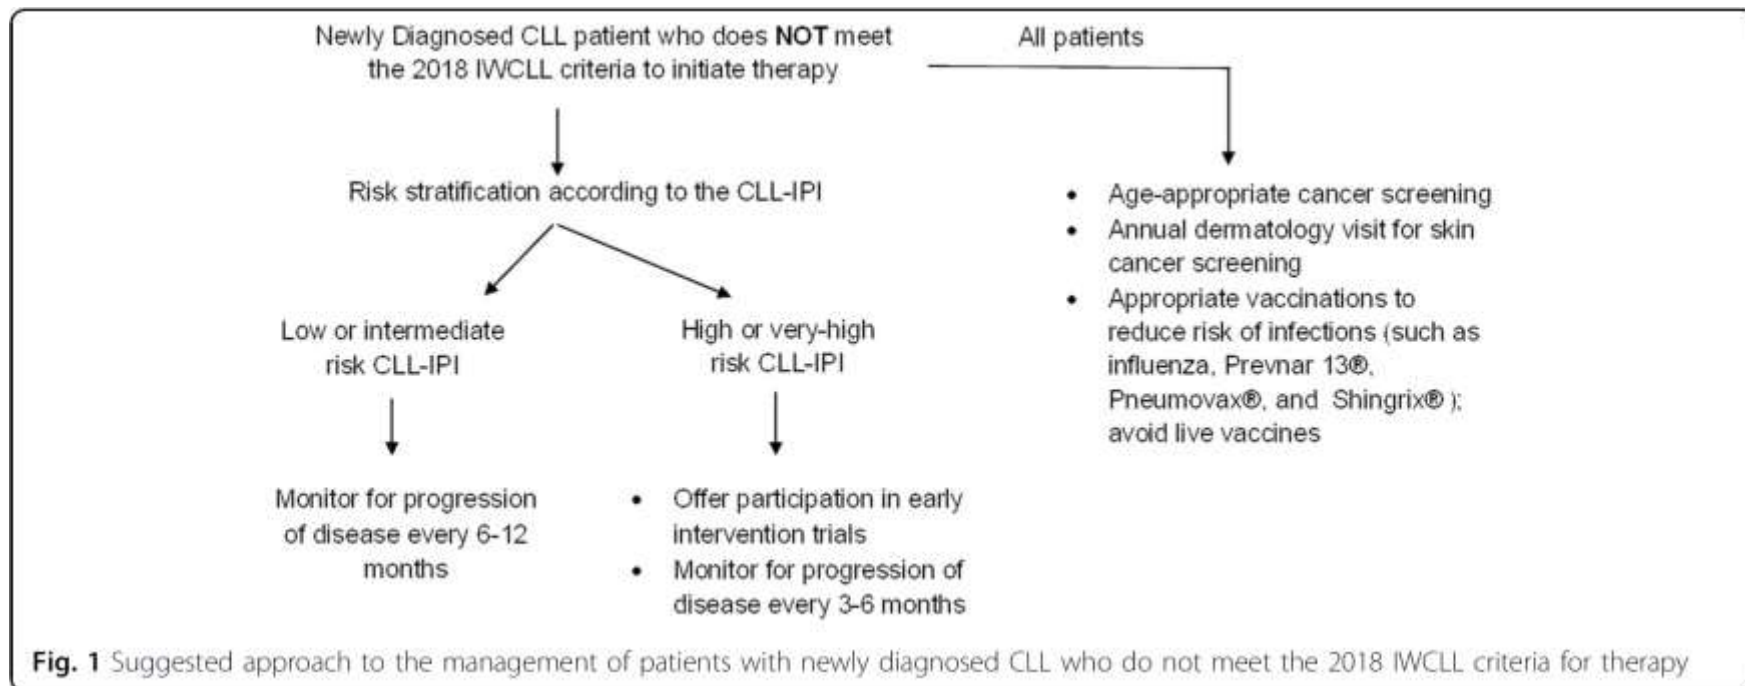 Newly Diagnosed CLL patient who does NOT meet
the 2018 IWCLL criteria to initiate therapy
All patients
Risk stratification according to the CLL-IPI
Low or intermediate
risk CLL-IPI
High or very-high
risk CLL-IPI
Monitor for progression
of disease every 6-12
months
• Offer participation in early
intervention trials
• Monitor for progression of
disease every 3-6 months
• Age-appropriate cancer screening
• Annual dermatology visit for skin
cancer screening
• Appropriate vaccinations to
reduce risk of infections (such as
influenza, Prevnar 13®,
Pneumovax®, and Shingrix® );
avoid live vaccines
Fig. 1 Suggested approach to the management of patients with newly diagnosed CLL who do not meet the 2018 IWCLL criteria for therapy